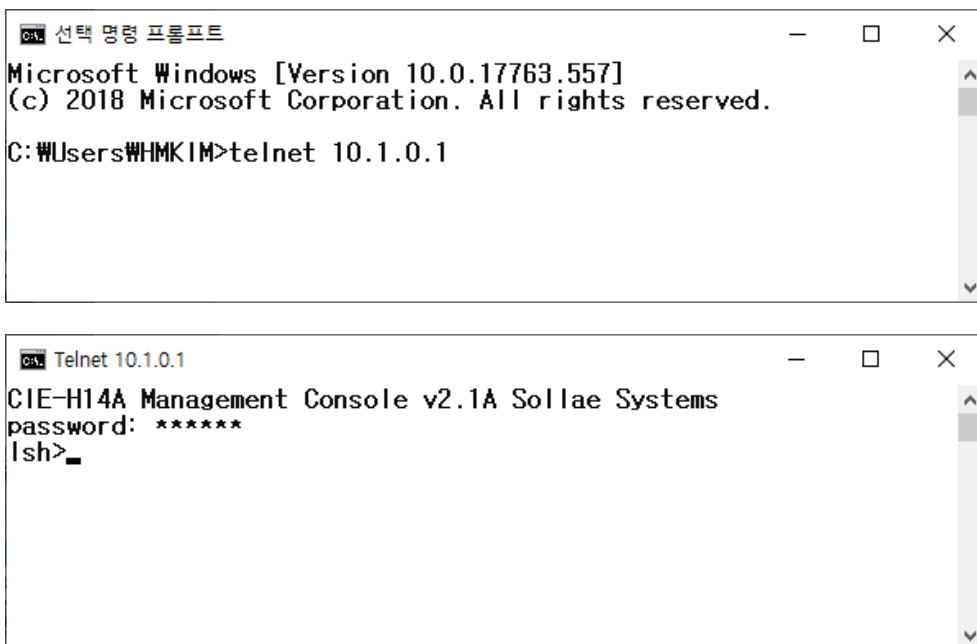 선택 명령 프롬프트
Microsoft Windows [Version 10.0.17763.557]
(c) 2018 Microsoft Corporation. All rights reserved.
C:₩Users₩HMKIM>telnet 10.1.0.1
Telnet 10.1.0.1
CIE-H14A Management Console v2.1A Sollae Systems
password: ******
lsh>_